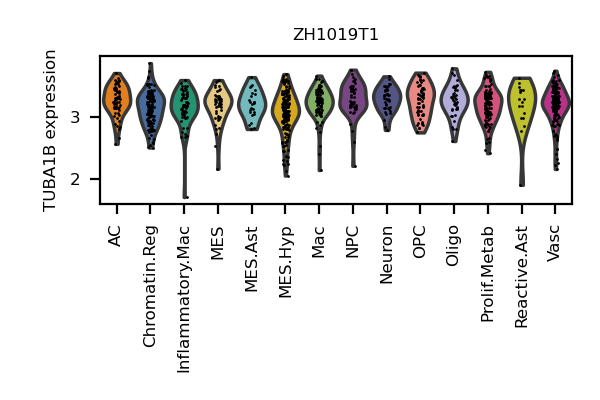 ZH1019T1
TUBA1B expression
3
2
AC
Chromatin.Reg
Inflammatory.Mac
MES
MES.Ast
MES.Hyp
Mac
NPC
Neuron
OPC
Oligo
Prolif.Metab
Reactive.Ast
Vasc